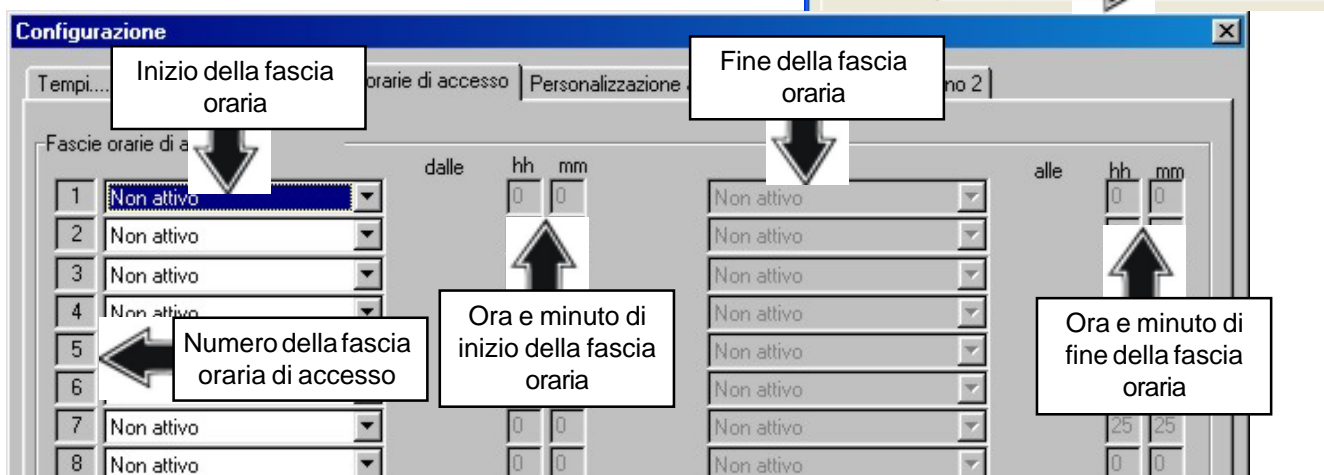 Configurazione
Inizio della fascia
oraria
Fine della fascia
oraria
Tempi....
orarie di accesso
Personalizzazione
no 2
Fascie orarie di a
dalle hh mm alle hh mm
1 Non attivo 0 0 Non attivo 0 0
2 Non attivo Non attivo
3 Non attivo Non attivo
4 Non attivo Non attivo
5 Non attivo
6 Non attivo
Numero della fascia
oraria di accesso
Ora e minuto di
inizio della fascia
oraria
Ora e minuto di
fine della fascia
oraria
7 Non attivo 0 0 Non attivo 25 25
8 Non attivo 0 0 Non attivo 0 0